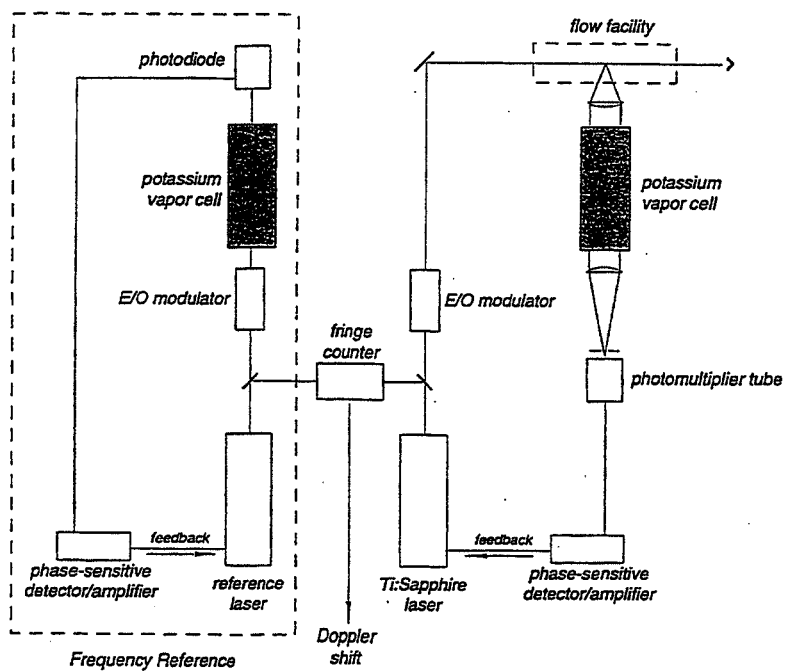 photodiode
potassium
vapor cell
E/O modulator
phase-sensitive
detector/amplifier
feedback
reference
laser
Frequency Reference
fringe
counter
Doppler
shift
flow facility
potassium
vapor cell
E/O modulator
photomultiplier tube
Ti:Sapphire
laser
feedback
phase-sensitive
detector/amplifier